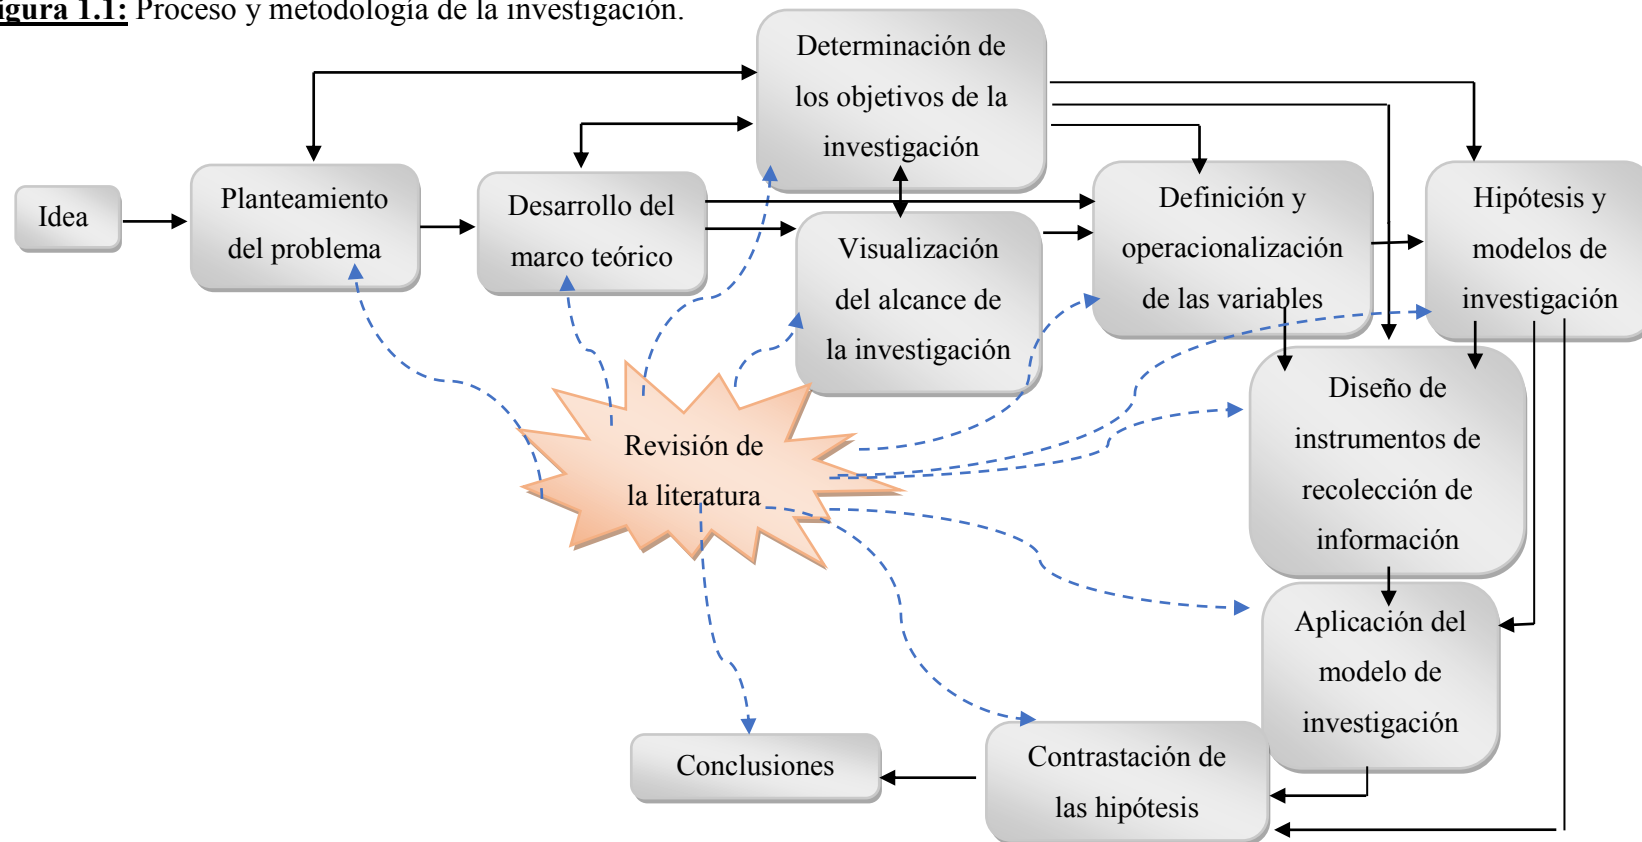 igura 1.1: Proceso y metodología de la investigación.
Determinación de
los objetivos de la
investigación
Idea
Planteamiento
del problema
Desarrollo del
marco teórico
Visualización
del alcance de
la investigación
Definición y
operacionalización
de las variables
Hipótesis y
modelos de
investigación
Revisión de
la literatura
Diseño de
instrumentos de
recolección de
información
Aplicación del
modelo de
investigación
Contrastación de
las hipótesis
Conclusiones